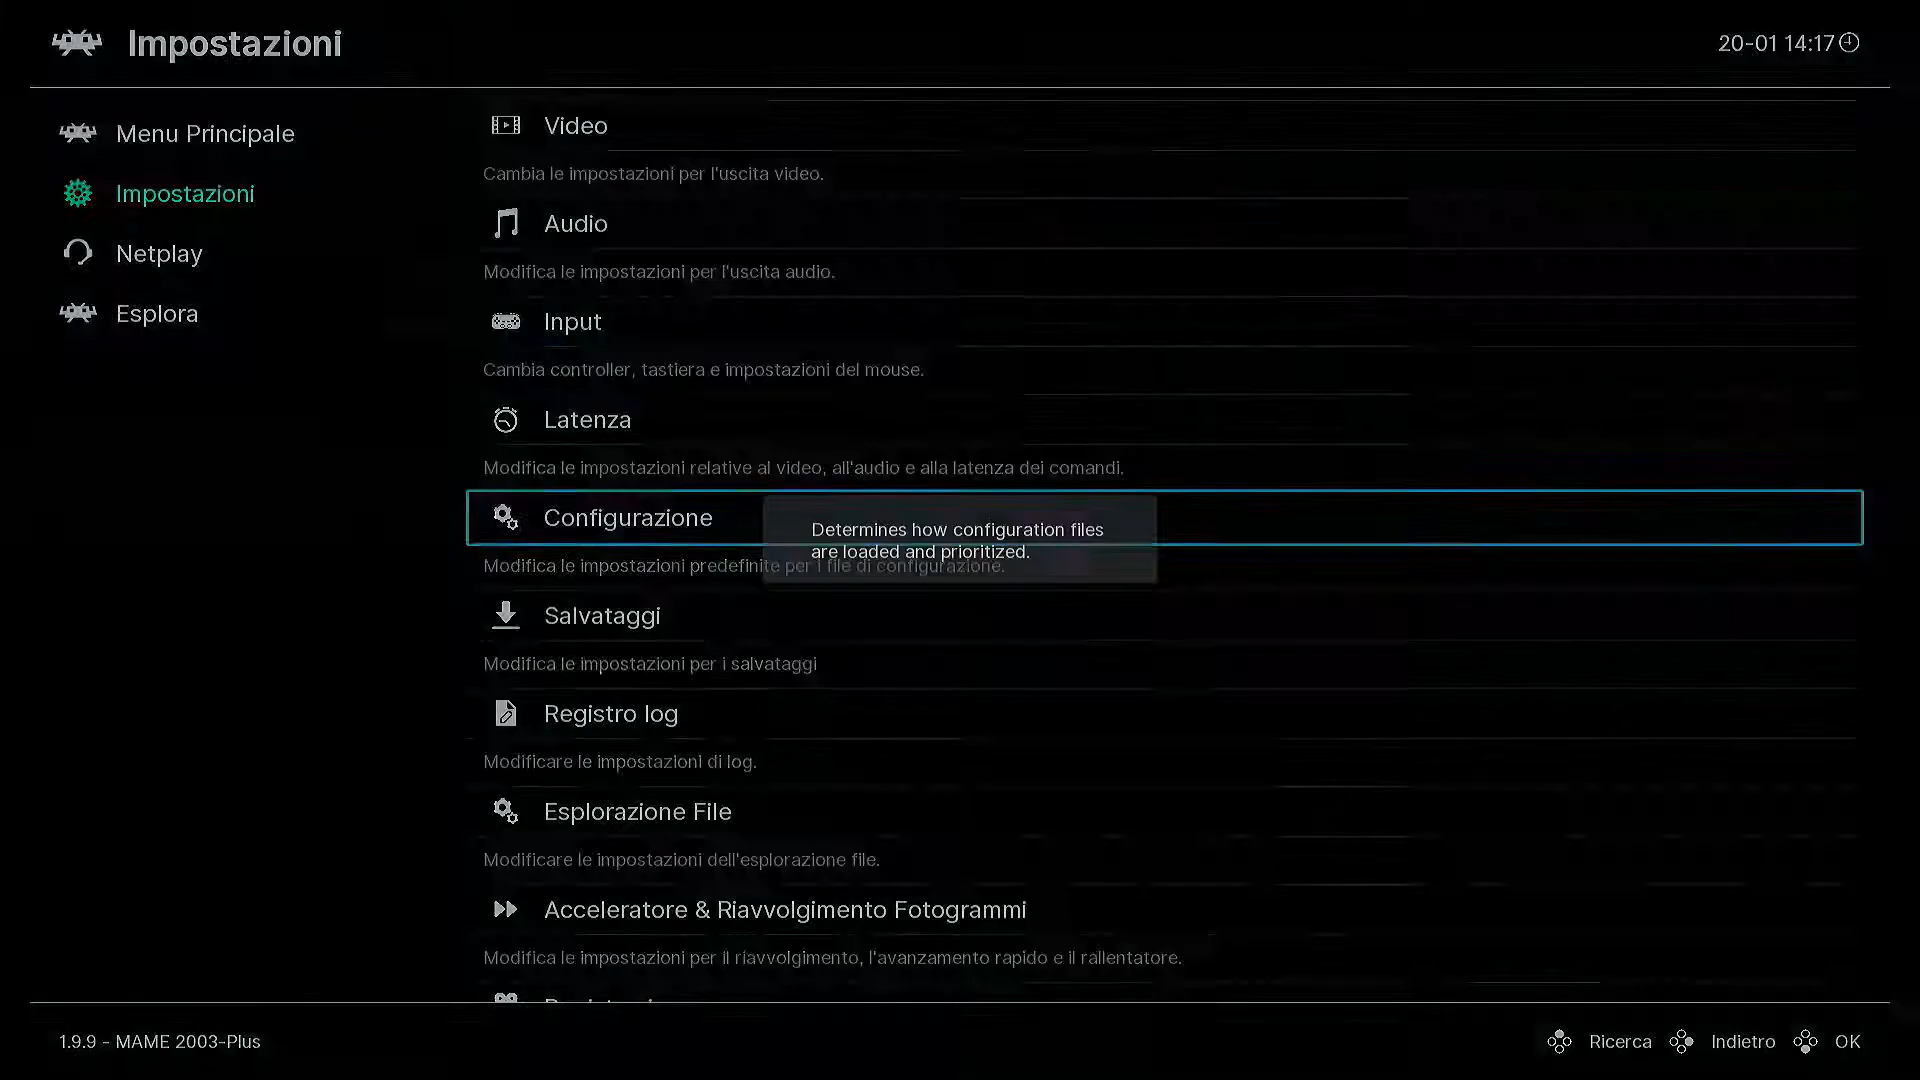 Impostazioni
20-01 14:17
Menu Principale
Impostazioni
Netplay
Esplora
Video
Cambia le impostazioni per l'uscita video.
Audio
Modifica le impostazioni per l'uscita audio.
Input
Cambia controller, tastiera e impostazioni del mouse.
Latenza
Modifica le impostazioni relative al video, all'audio e alla latenza dei comandi.
Configurazione
Determines how configuration files
are loaded and prioritized.
Modifica le impostazioni predefinite per i file di configurazione.
Salvataggi
Modifica le impostazioni per i salvataggi
Registro log
Modificare le impostazioni di log.
Esplorazione File
Modificare le impostazioni dell'esplorazione file.
Acceleratore & Riavvolgimento Fotogrammi
Modifica le impostazioni per il riavvolgimento, l'avanzamento rapido e il rallentatore.
1.9.9 - MAME 2003-Plus
Ricerca
Indietro
OK